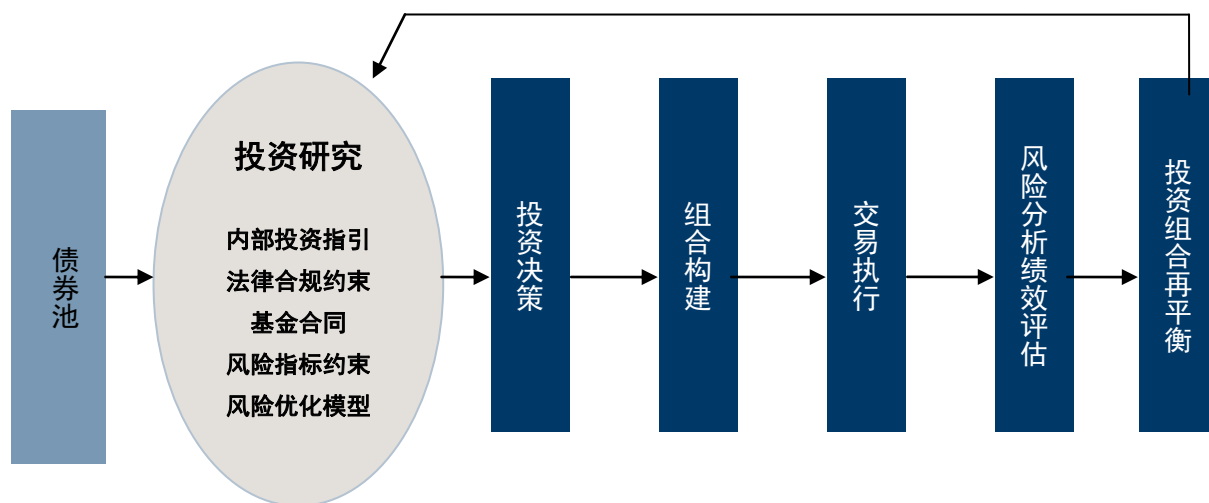 债券池
投资研究
内部投资指引
法律合规约束
基金合同
风险指标约束
风险优化模型
投资决策
组合构建
交易执行
风险分析绩效评估
投资组合再平衡